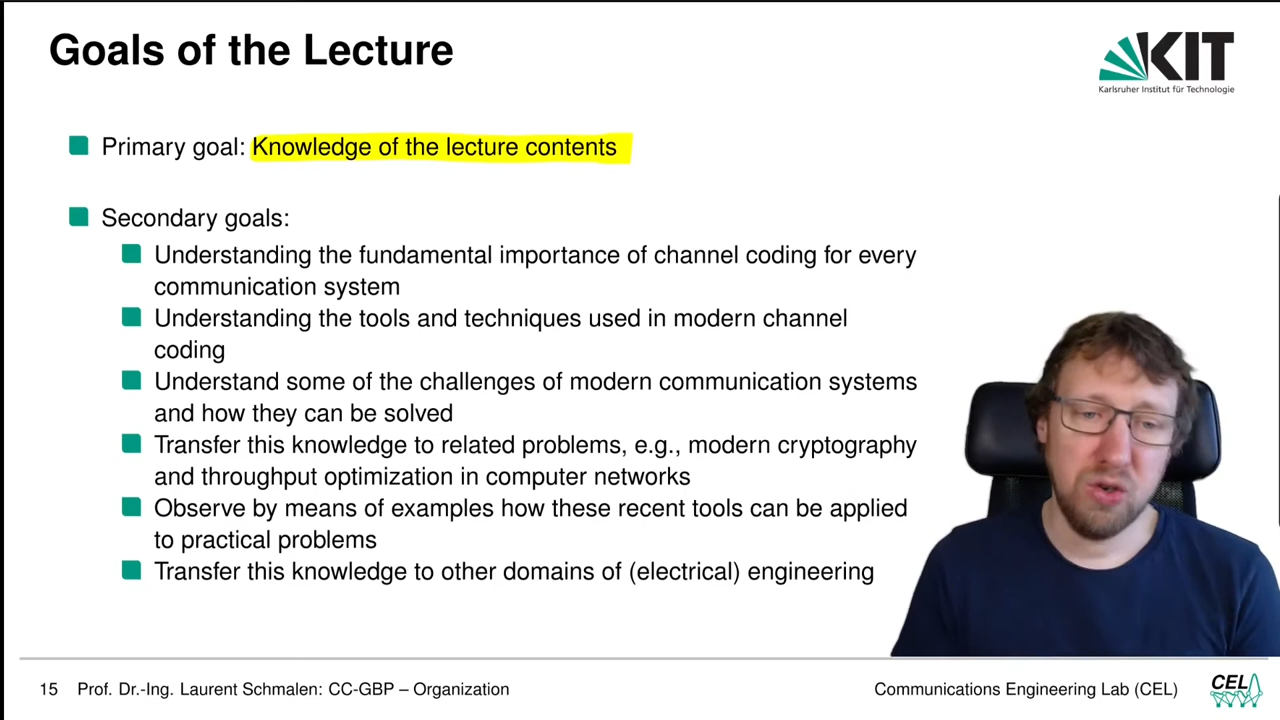 Goals of the Lecture
KIT
Karlsruher Institut für Technologie
Primary goal: Knowledge of the lecture contents
Secondary goals:
Understanding the fundamental importance of channel coding for every
communication system
Understanding the tools and techniques used in modern channel
coding
Understand some of the challenges of modern communication systems
and how they can be solved
Transfer this knowledge to related problems, e.g., modern cryptography
and throughput optimization in computer networks
Observe by means of examples how these recent tools can be applied
to practical problems
Transfer this knowledge to other domains of (electrical) engineering
15 Prof. Dr.-Ing. Laurent Schmalen: CC-GBP – Organization
Communications Engineering Lab (CEL)
CEL